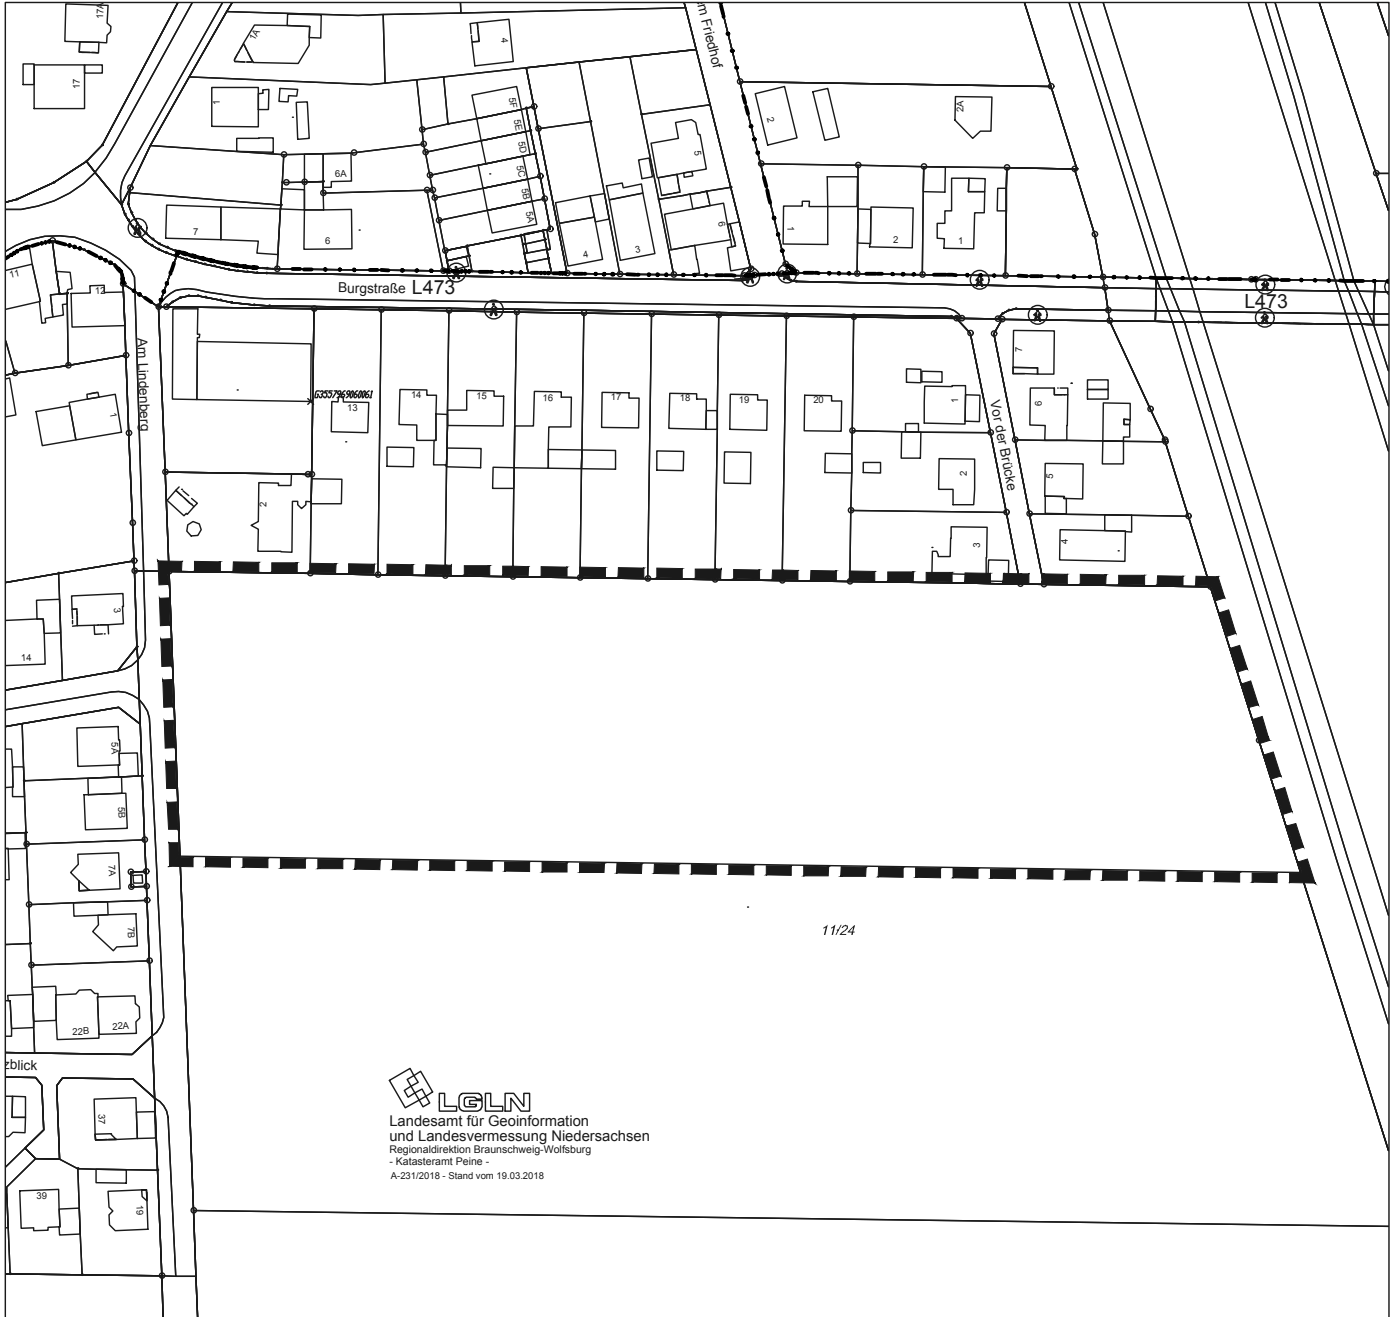 17A
17
1A
4
Am Friedhof
1
5F
5E
5D
5C
5B
5A
6A
7
6
4
3
5
6
2
2A
1
2
1
11
12
Burgstraße L473
L473
Am Lindenberg
1
G3557969060061
13
14
15
16
17
18
19
20
1
2
3
Vor der Brücke
7
6
5
4
2
3
14
5A
5B
7A
7B
22B
22A
zblick
37
39
19
11/24
LGLN
Landesamt für Geoinformation
und Landesvermessung Niedersachsen
Regionaldirektion Braunschweig-Wolfsburg
- Katasteramt Peine -
A-231/2018 - Stand vom 19.03.2018